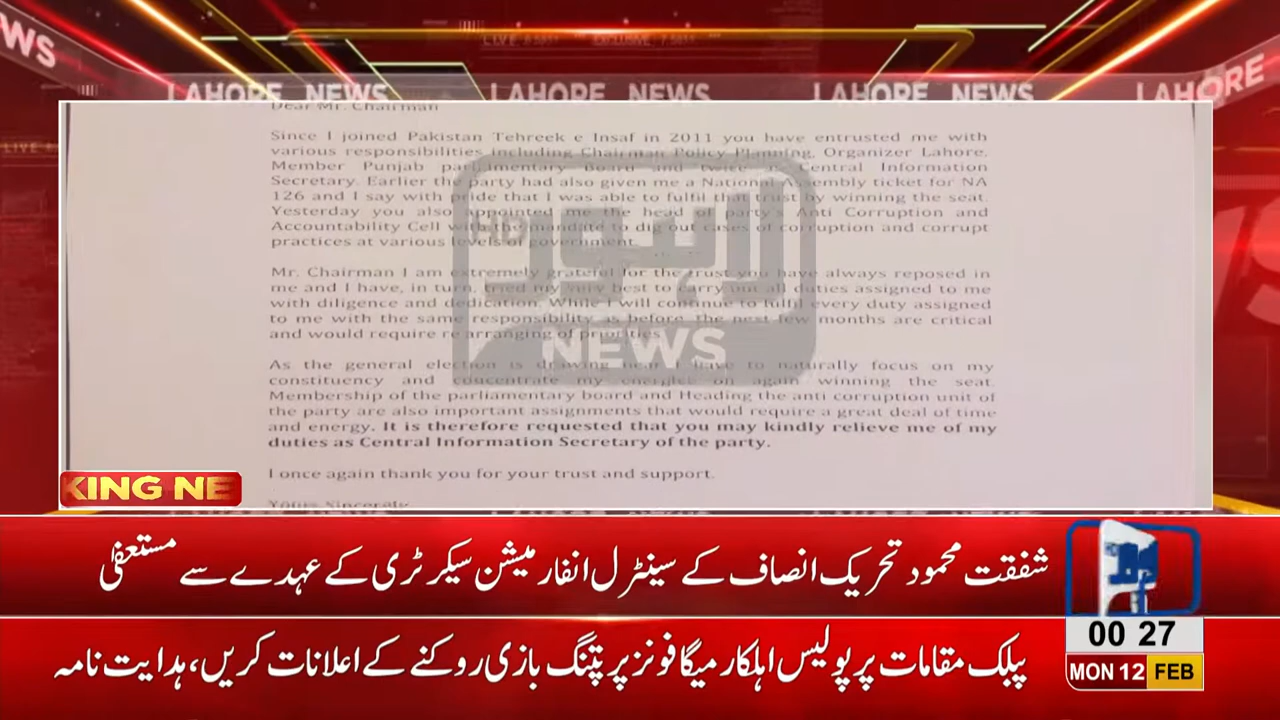 WS
LIVE
LAHORE NEWS
LAHORE NEWS
LAHORE NEWS
LAHORE
Dear Mr. Chairman
Since I joined Pakistan Tehreek e Insaf in 2011 you have entrusted me with
various responsibilities including Chairman Policy Planning, Organizer Lahore,
Member Punjab parliamentary Board and twice Central Information
Secretary. Earlier the party had also given me a National Assembly ticket for NA
126 and I say with pride that I was able to fulfil that trust by winning the seat.
Yesterday you also appointed me the head of party Anti Corruption and
Accountability Cell with mandate to dig out cases of corruption and corrupt
practices at various levels of government.
Mr. Chairman I am extremely grateful for the trust you have always reposed in
me and I have, in turn, tried my very best to carry out all duties assigned to me
with diligence and dedication. While I will continue to fulfil every duty assigned
to me with the same responsibility as before, the next few months are critical
and would require re arranging of priorities
As the general election is drawing near I have to naturally focus on my
constituency and concentrate my energies on again winning the seat.
Membership of the parliamentary board and Heading the anti corruption unit of
the party are also important assignments that would require a great deal of time
and energy. It is therefore requested that you may kindly relieve me of my
duties as Central Information Secretary of the party.
I once again thank you for your trust and support.
Yours Sincerely
لاہور
HD
NEWS
KING NE
شفقت محمود تحریک انصاف کے سینٹرل انفارمیشن سیکرٹری کے عہدے سے مستعفیٰ
پبلک مقامات پر پولیس اہلکار میگا فونز پر پتنگ بازی روکنے کے اعلانات کریں، ہدایت نامہ
00 27
MON 12 FEB